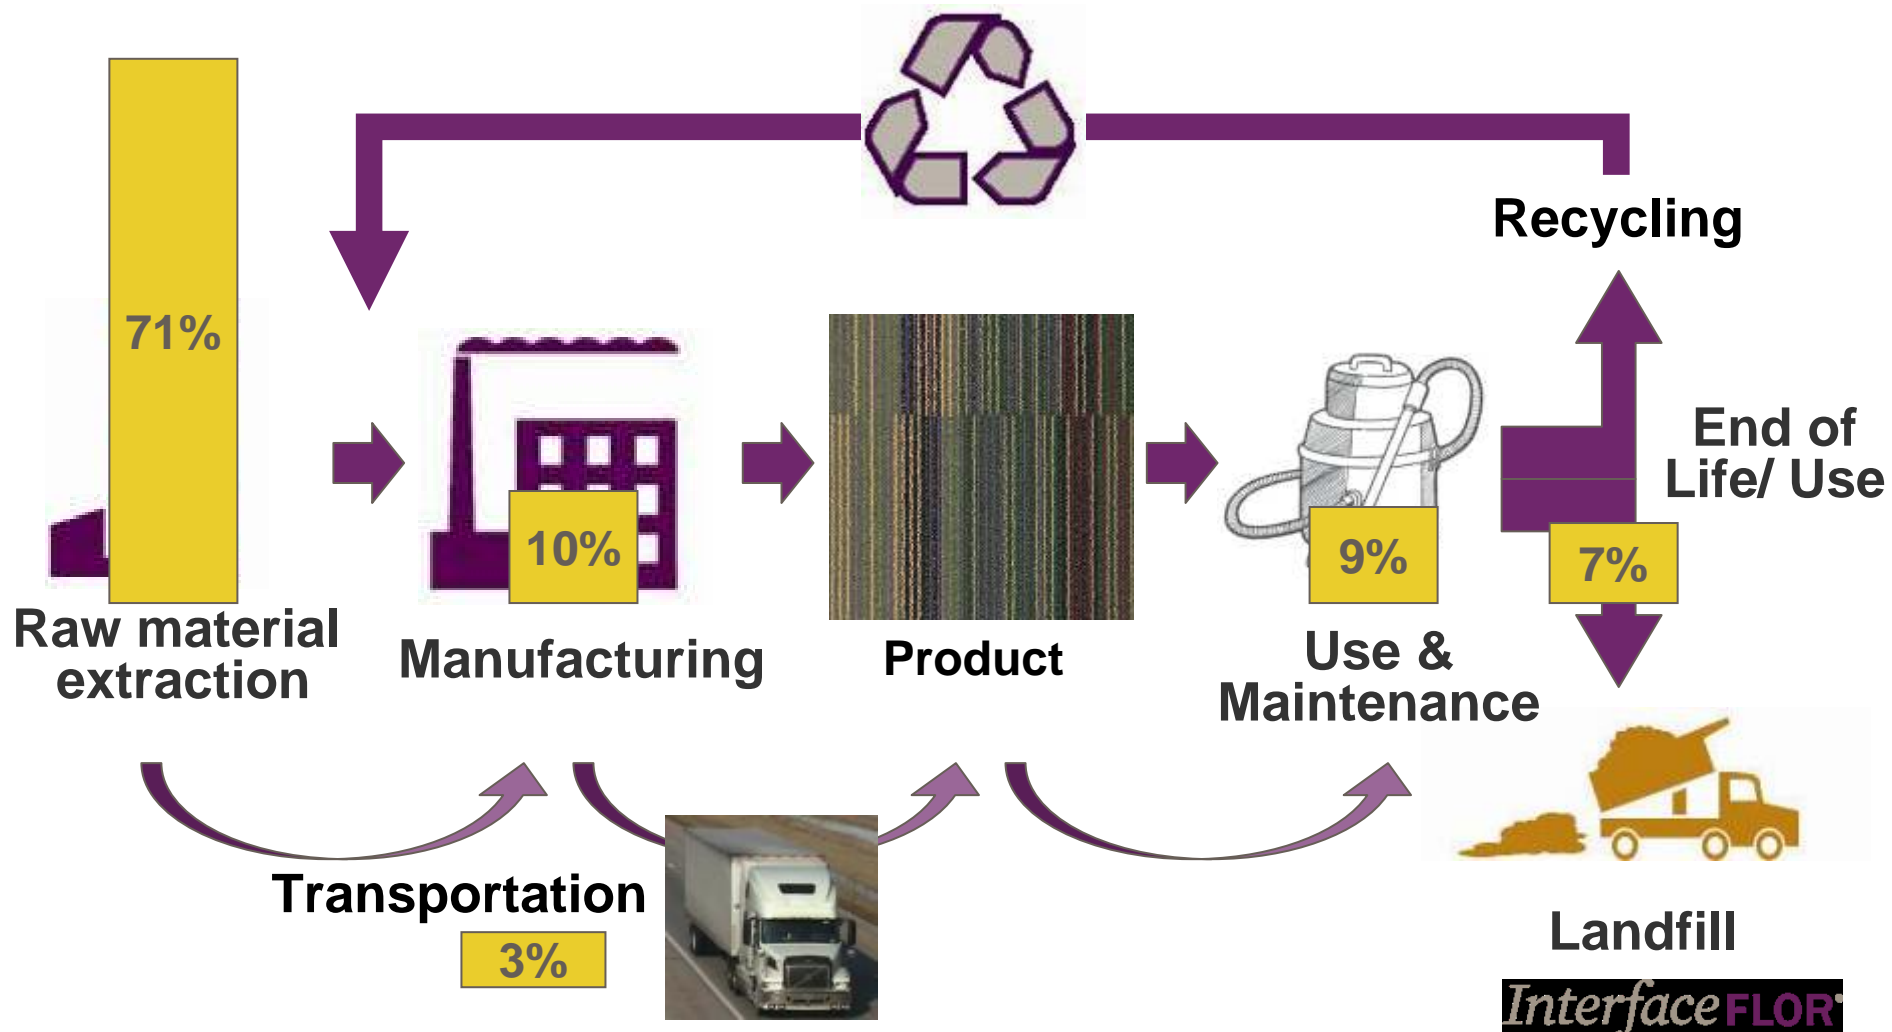 Recycling
71%
End of
Life/ Use
10%
9%
7%
Raw material
extraction
Manufacturing
Product
Use &
Maintenance
Transportation
3%
Landfill
InterfaceFLOR